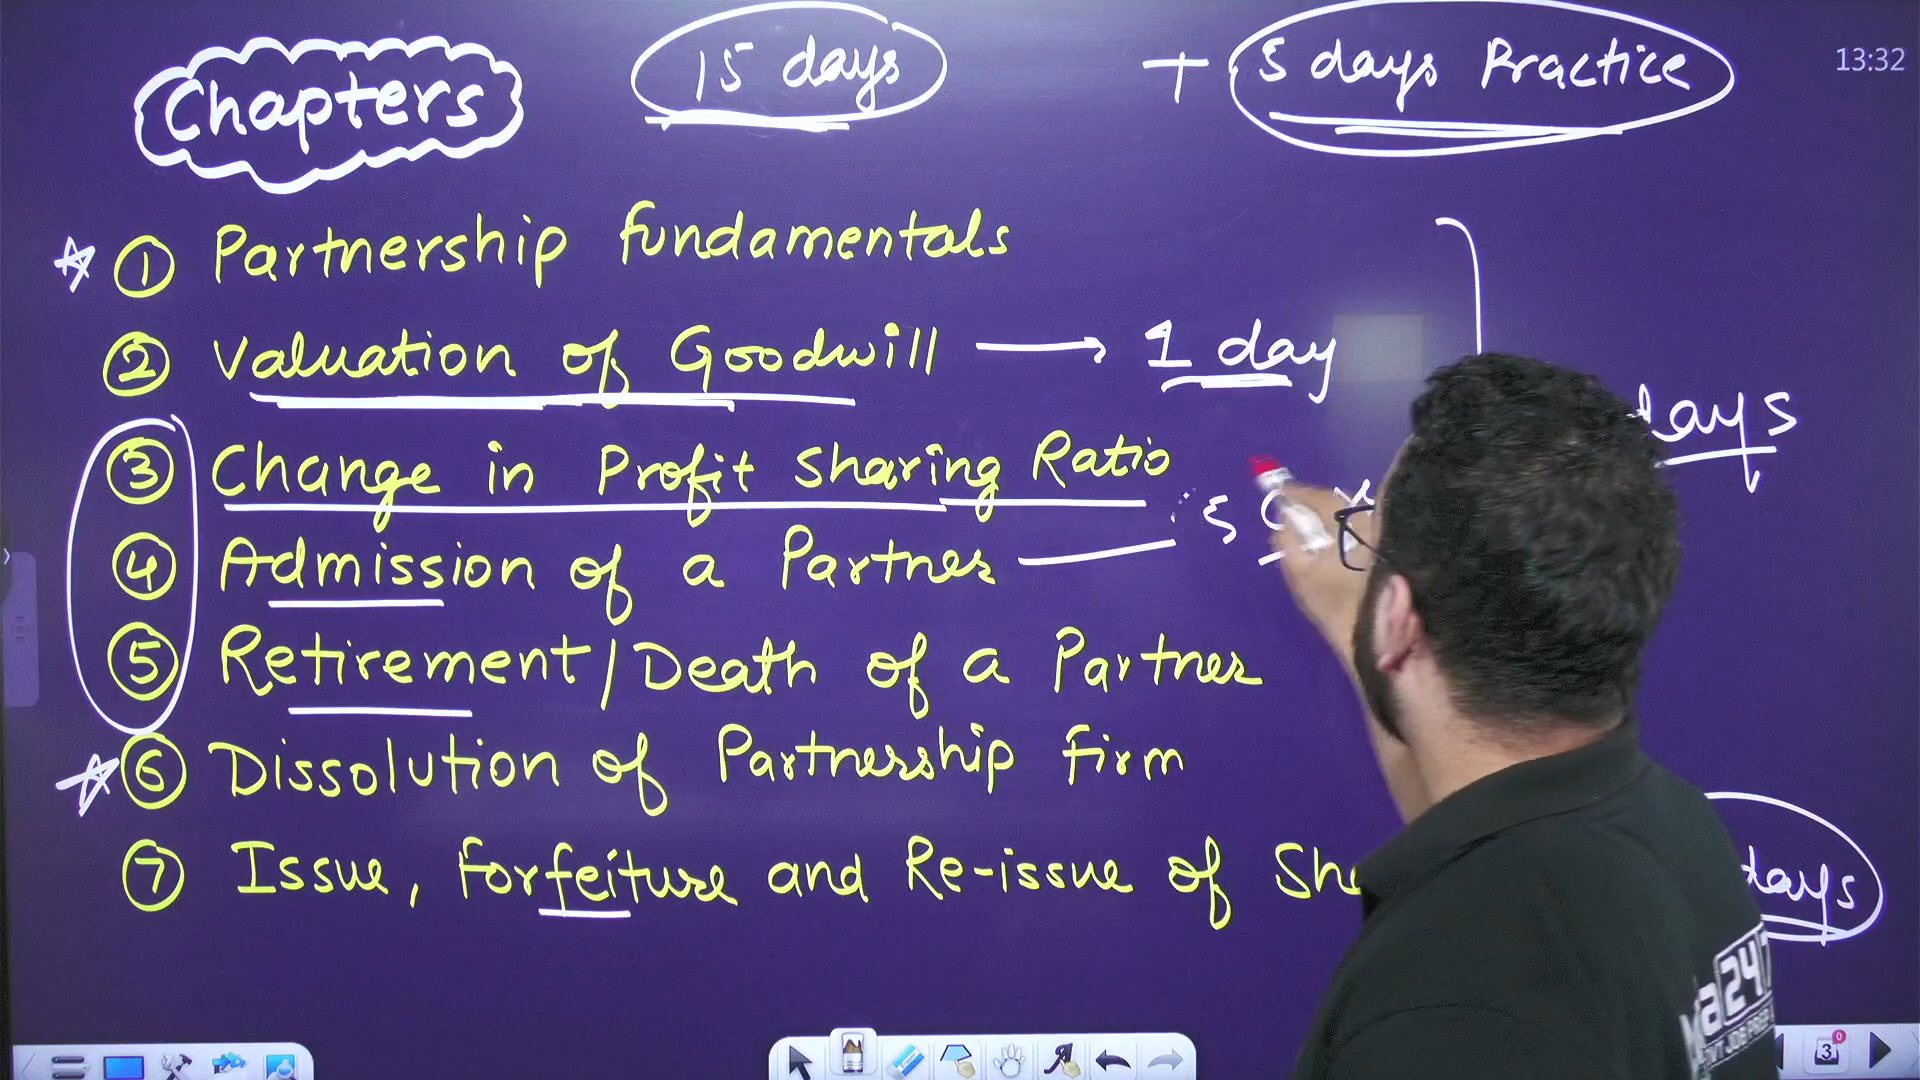 Chapters 15 days + 5 days Practice
13:32
① Partnership fundamentals
② Valuation of Goodwill → 1 day
days
③ Change in Profit Sharing Ratio
④ Admission of a Partner
⑤ Retirement/Death of a Partner
⑥ Dissolution of Partnership firm
⑦ Issue, Forfeiture and Re-issue of
days